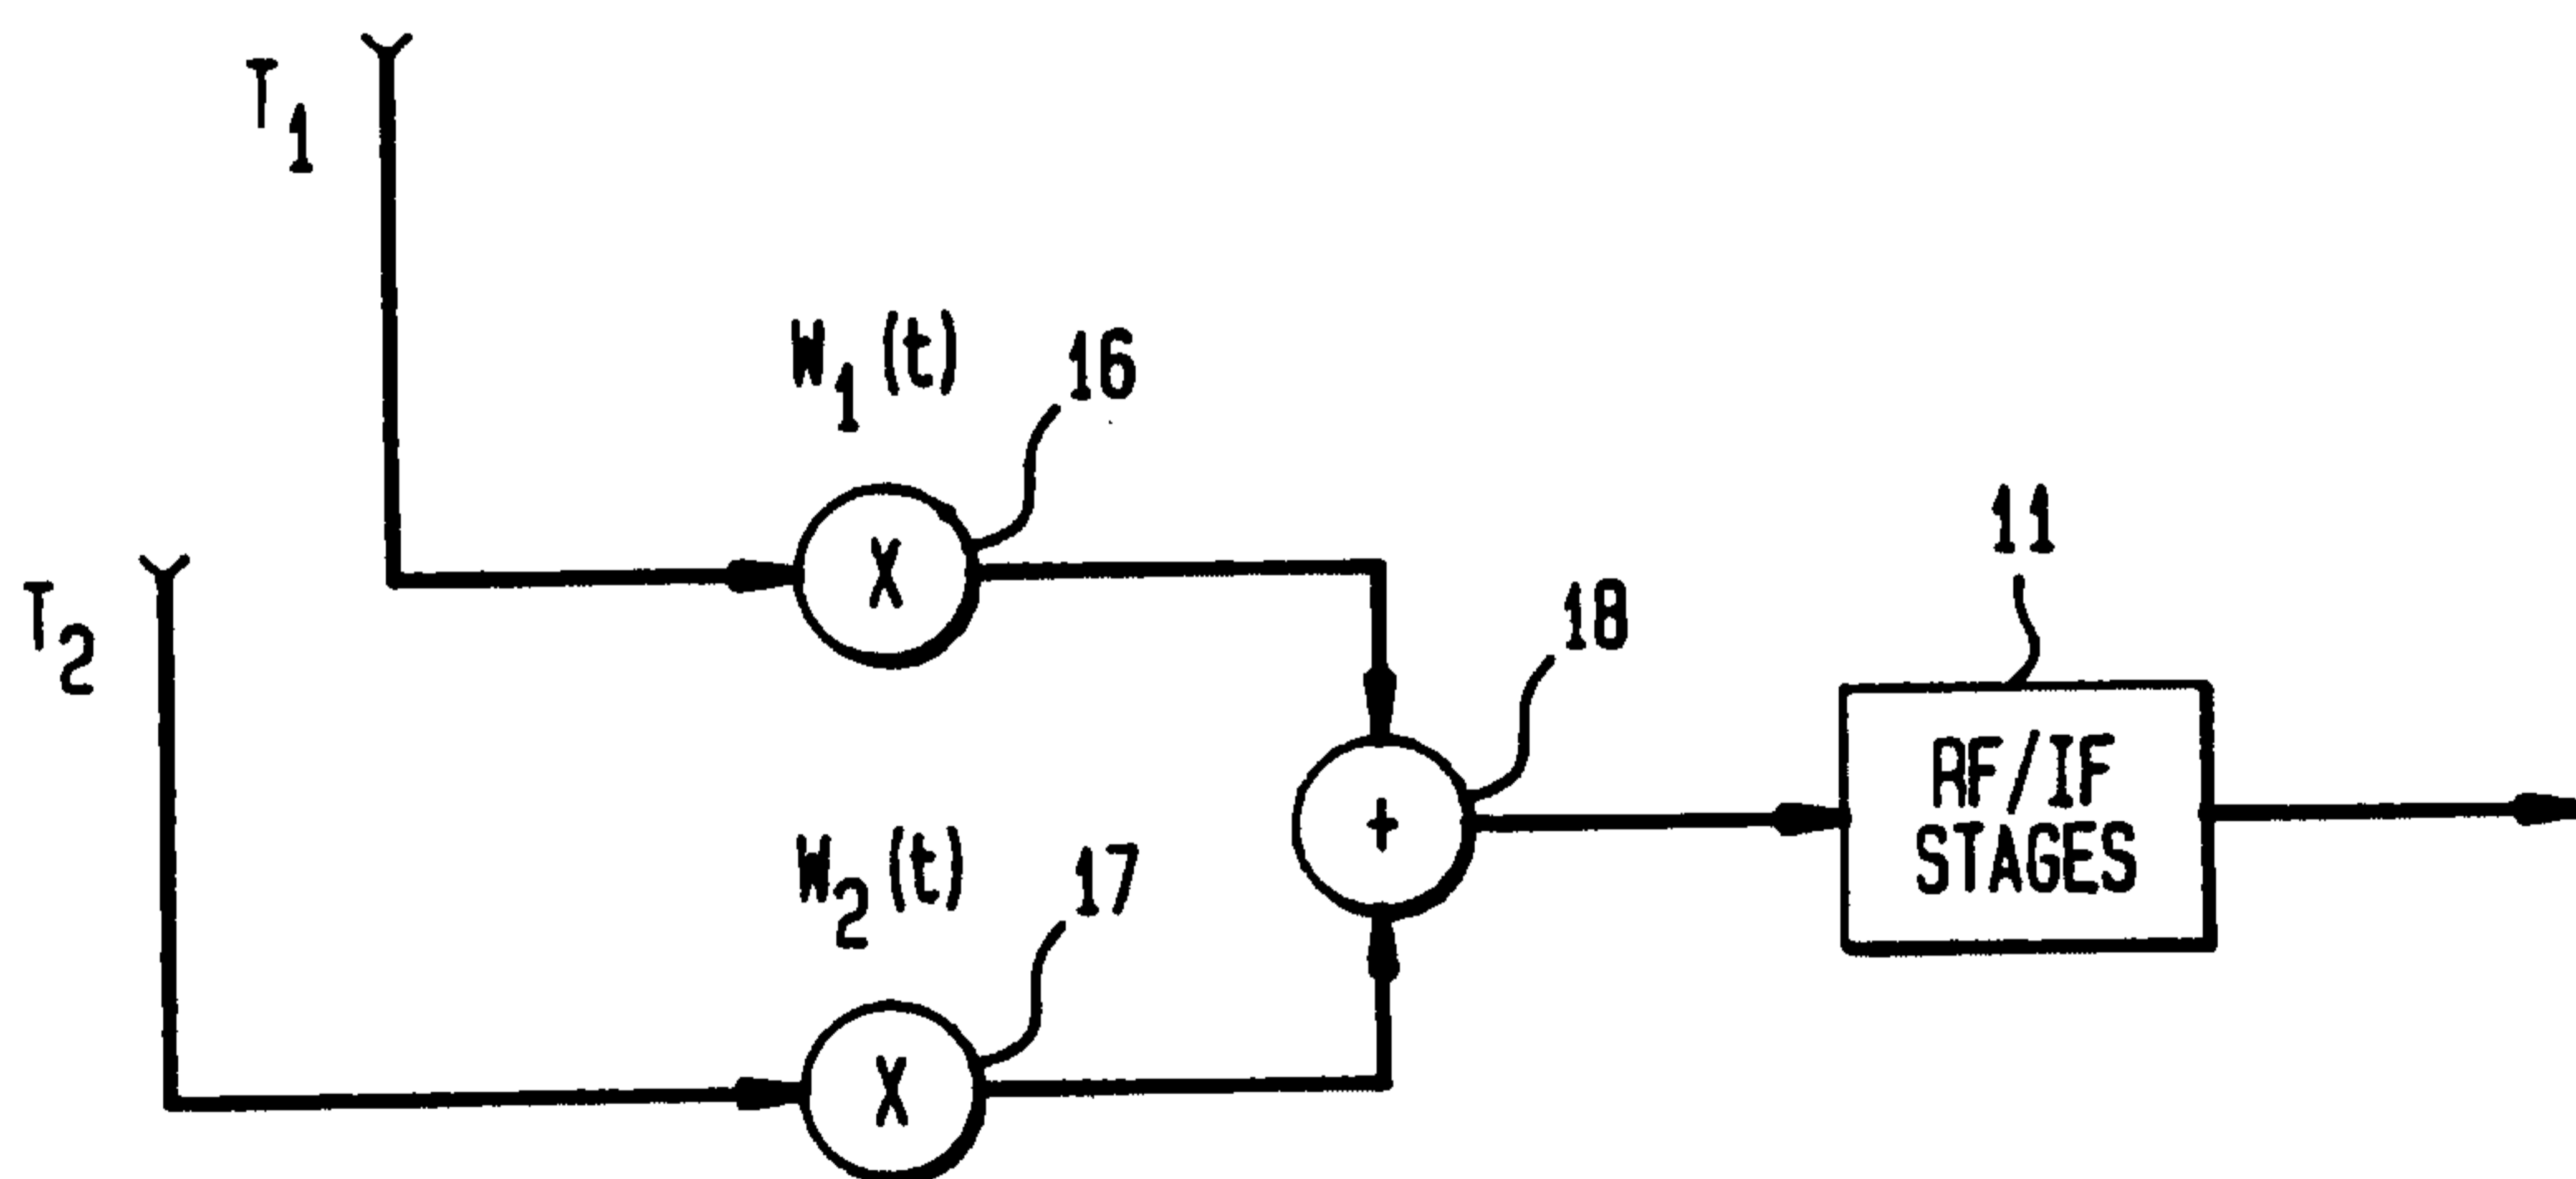 T1
W1(t)
16
X
11
T2
18
+
RF/IF
STAGES
W2(t)
17
X